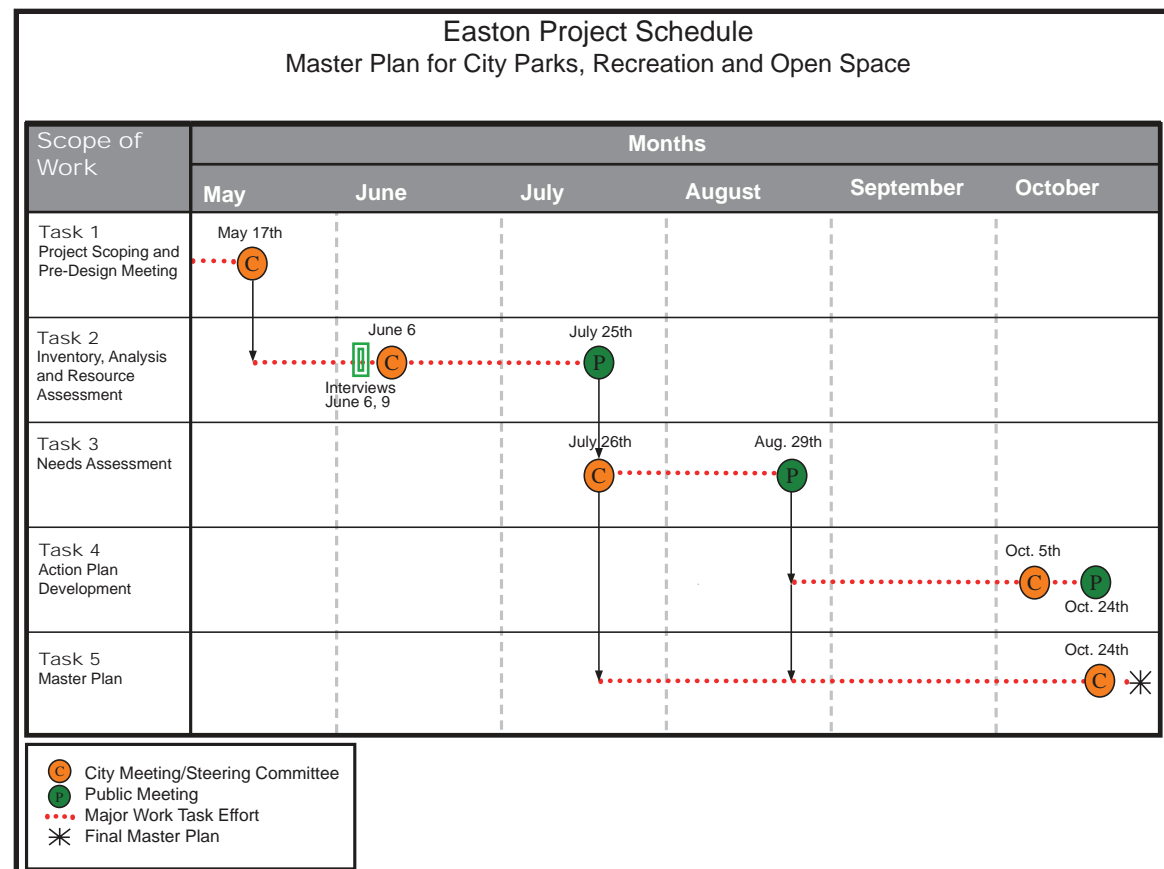 Easton Project Schedule
Master Plan for City Parks, Recreation and Open Space
Scope of
Work
Months
May
June
July
August
September
October
Task 1
Project Scoping and
Pre-Design Meeting
May 17th
C
Task 2
Inventory, Analysis
and Resource
Assessment
June 6
C
Interviews
June 6, 9
July 25th
P
Task 3
Needs Assessment
July 26th
C
Aug. 29th
P
Task 4
Action Plan
Development
Oct. 5th
C
P
Oct. 24th
Task 5
Master Plan
Oct. 24th
C
C City Meeting/Steering Committee
P Public Meeting
Major Work Task Effort
Final Master Plan